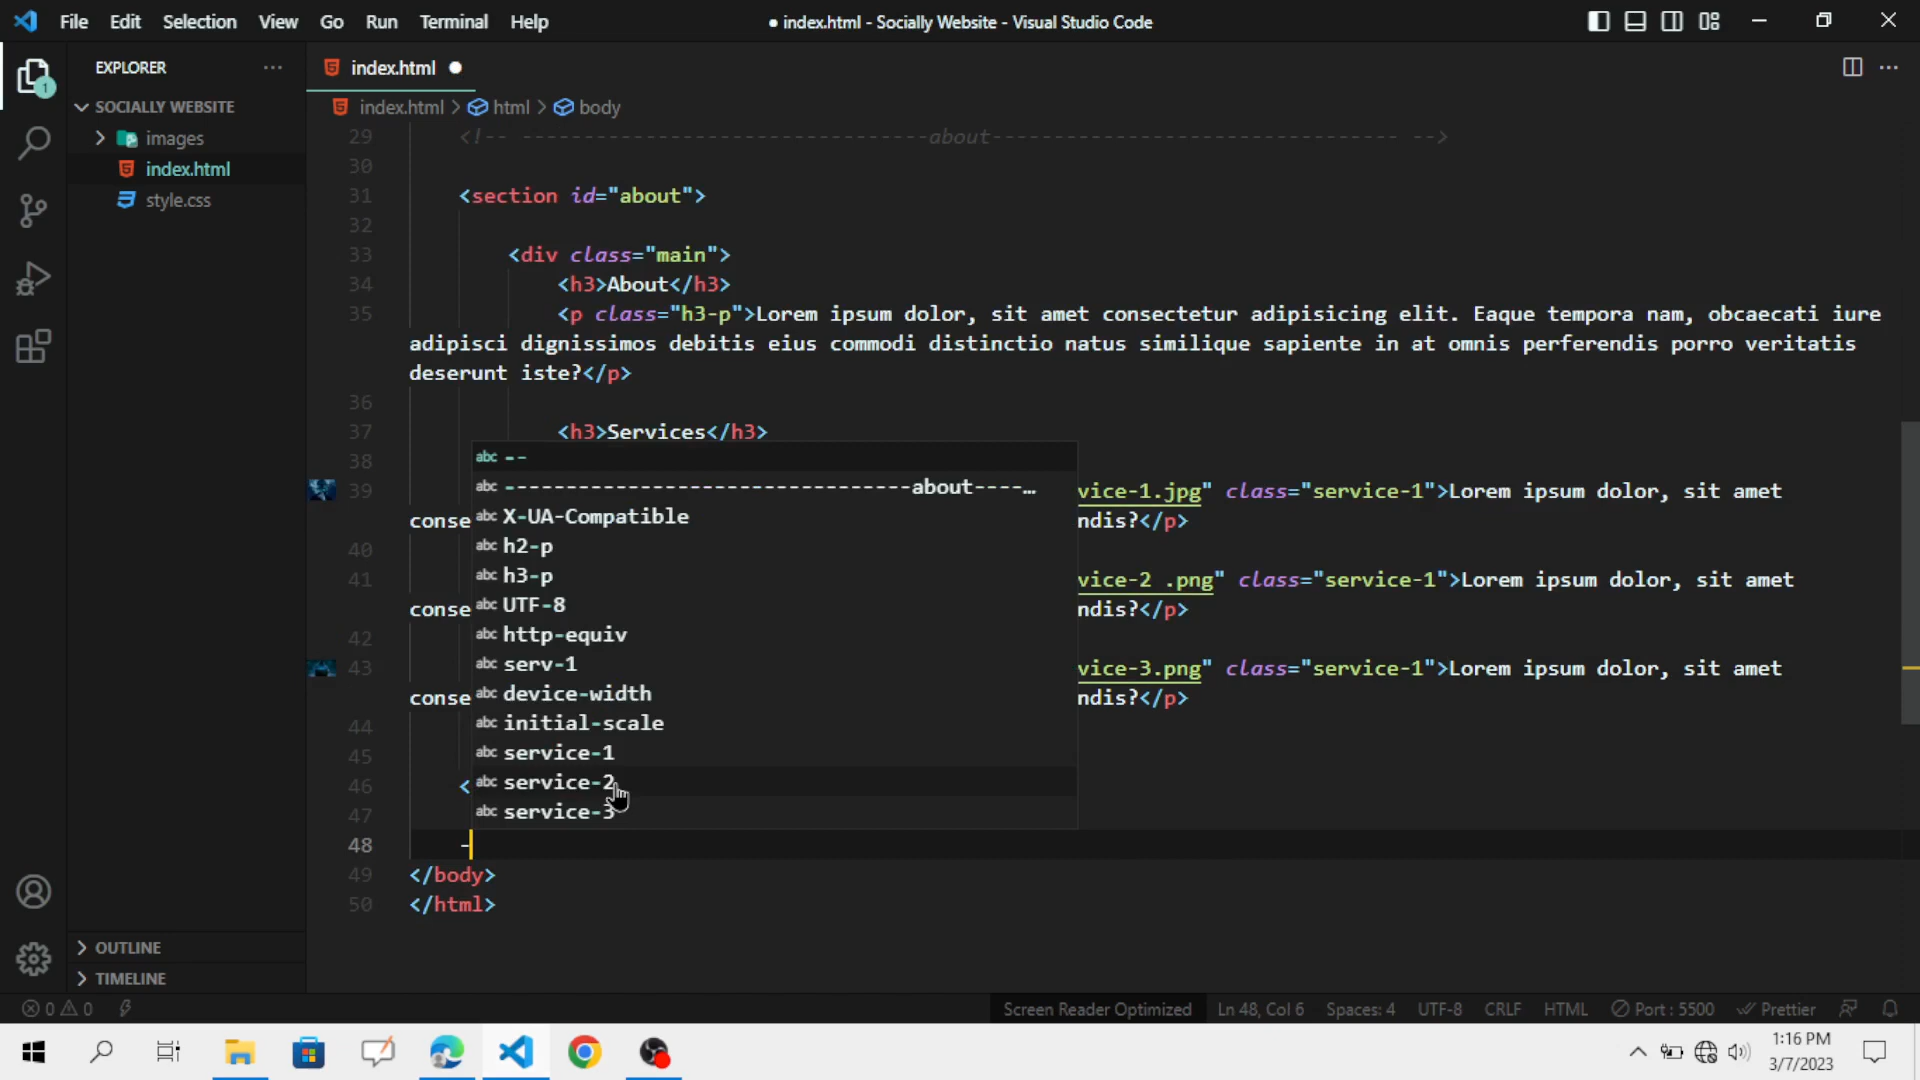 File Edit Selection View Go Run Terminal Help
● index.html - Socially Website - Visual Studio Code
EXPLORER
SOCIALLY WEBSITE
images
index.html
style.css
OUTLINE
TIMELINE
1
index.html
index.html > html > body
29 <!-- ---------------------------------about--------------------------------- -->
30
31 <section id="about">
32
33 <div class="main">
34 <h3>About</h3>
35 <p class="h3-p">Lorem ipsum dolor, sit amet consectetur adipisicing elit. Eaque tempora nam, obcaecati iure
adipisci dignissimos debitis eius commodi distinctio natus similique sapiente in at omnis perferendis porro veritatis
deserunt iste?</p>
36
37 <h3>Services</h3>
38
39 vice-1.jpg" class="service-1">Lorem ipsum dolor, sit amet
conse ndis?</p>
40
41 vice-2 .png" class="service-1">Lorem ipsum dolor, sit amet
conse ndis?</p>
42
43 vice-3.png" class="service-1">Lorem ipsum dolor, sit amet
conse ndis?</p>
44
45
46 <
47
48 -
49 </body>
50 </html>
abc --
abc ---------------------------------about----...
abc X-UA-Compatible
abc h2-p
abc h3-p
abc UTF-8
abc http-equiv
abc serv-1
abc device-width
abc initial-scale
abc service-1
abc service-2
abc service-3
0 0 Screen Reader Optimized Ln 48, Col 6 Spaces: 4 UTF-8 CRLF HTML Port : 5500 Prettier
1:16 PM
3/7/2023